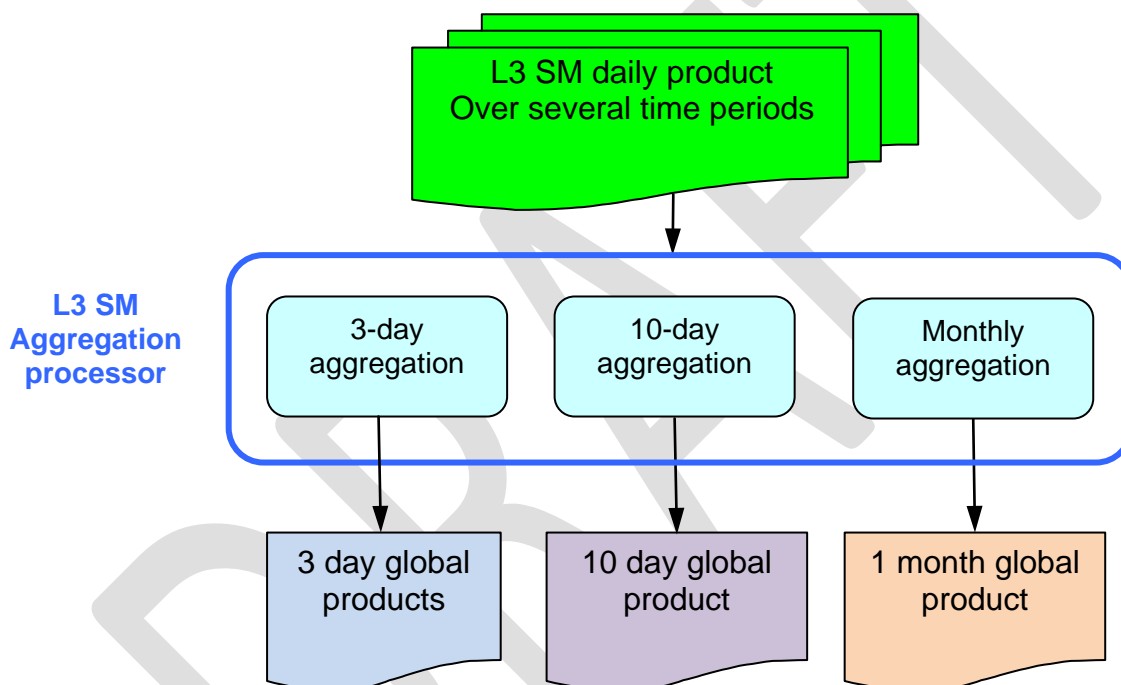 L3 SM daily product
Over several time periods
L3 SM
Aggregation
processor
3-day
aggregation
10-day
aggregation
Monthly
aggregation
3 day global
products
10 day global
product
1 month global
product
DRAFT